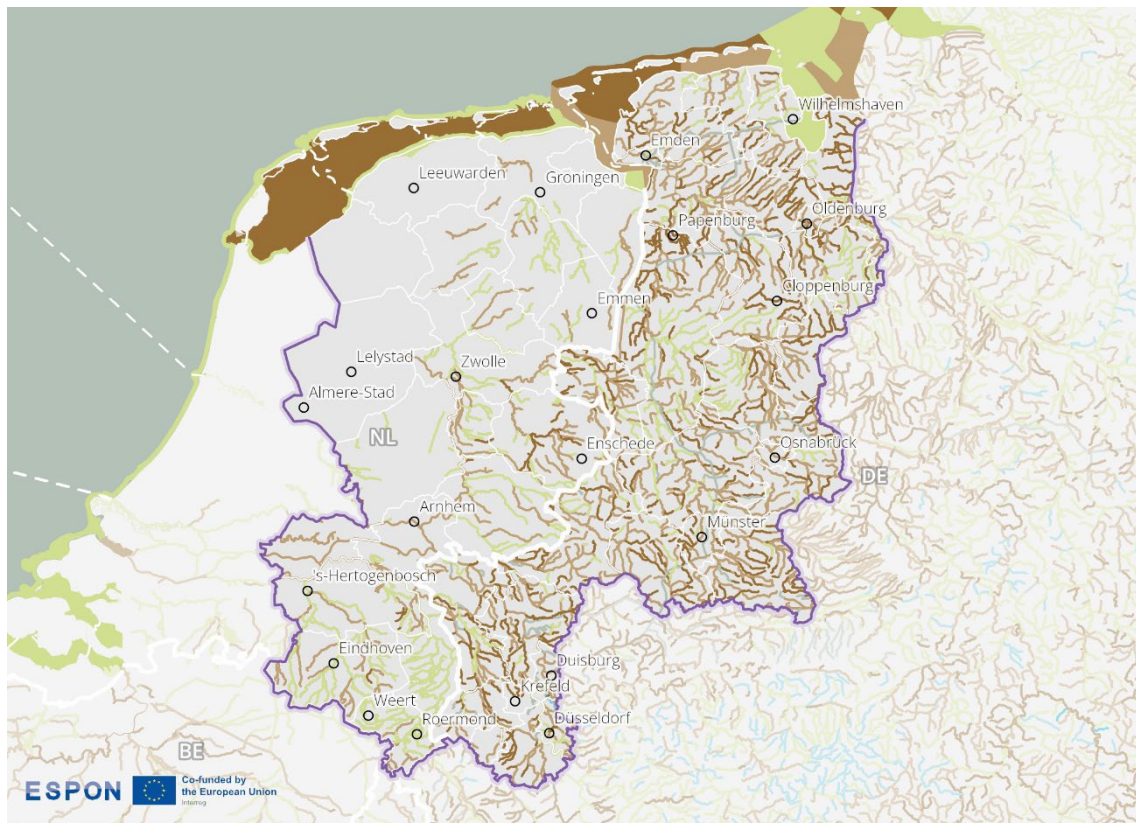 Wilhelmshaven
Emden
Leeuwarden
Groningen
Papenburg
Oldenburg
Cloppenburg
Emmen
Lelystad
Zwolle
Almere-Stad
NL
Enschede
Osnabrück
DE
Arnhem
Münster
's-Hertogenbosch
Eindhoven
Duisburg
Krefeld
Weert
Roermond
Düsseldorf
BE
ESPON
Co-funded by
the European Union
Interreg